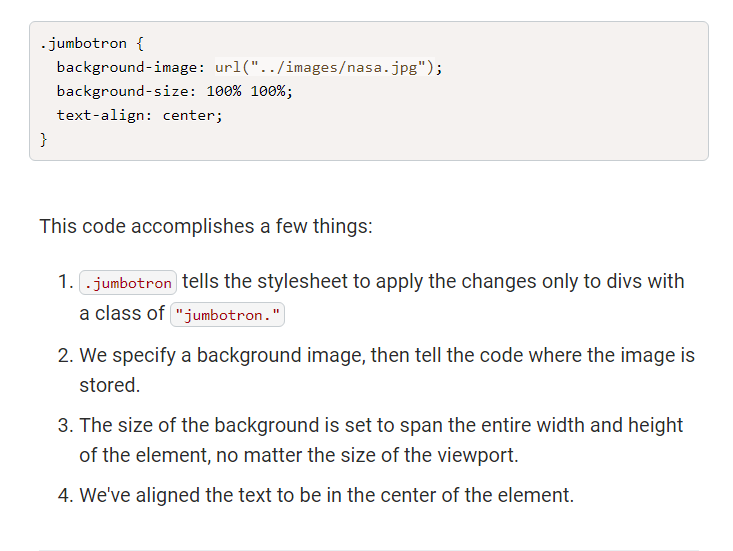 .jumbotron {
  background-image: url("../images/nasa.jpg");
  background-size: 100% 100%;
  text-align: center;
}
This code accomplishes a few things:
1. .jumbotron tells the stylesheet to apply the changes only to divs with
a class of "jumbotron."
2. We specify a background image, then tell the code where the image is
stored.
3. The size of the background is set to span the entire width and height
of the element, no matter the size of the viewport.
4. We've aligned the text to be in the center of the element.